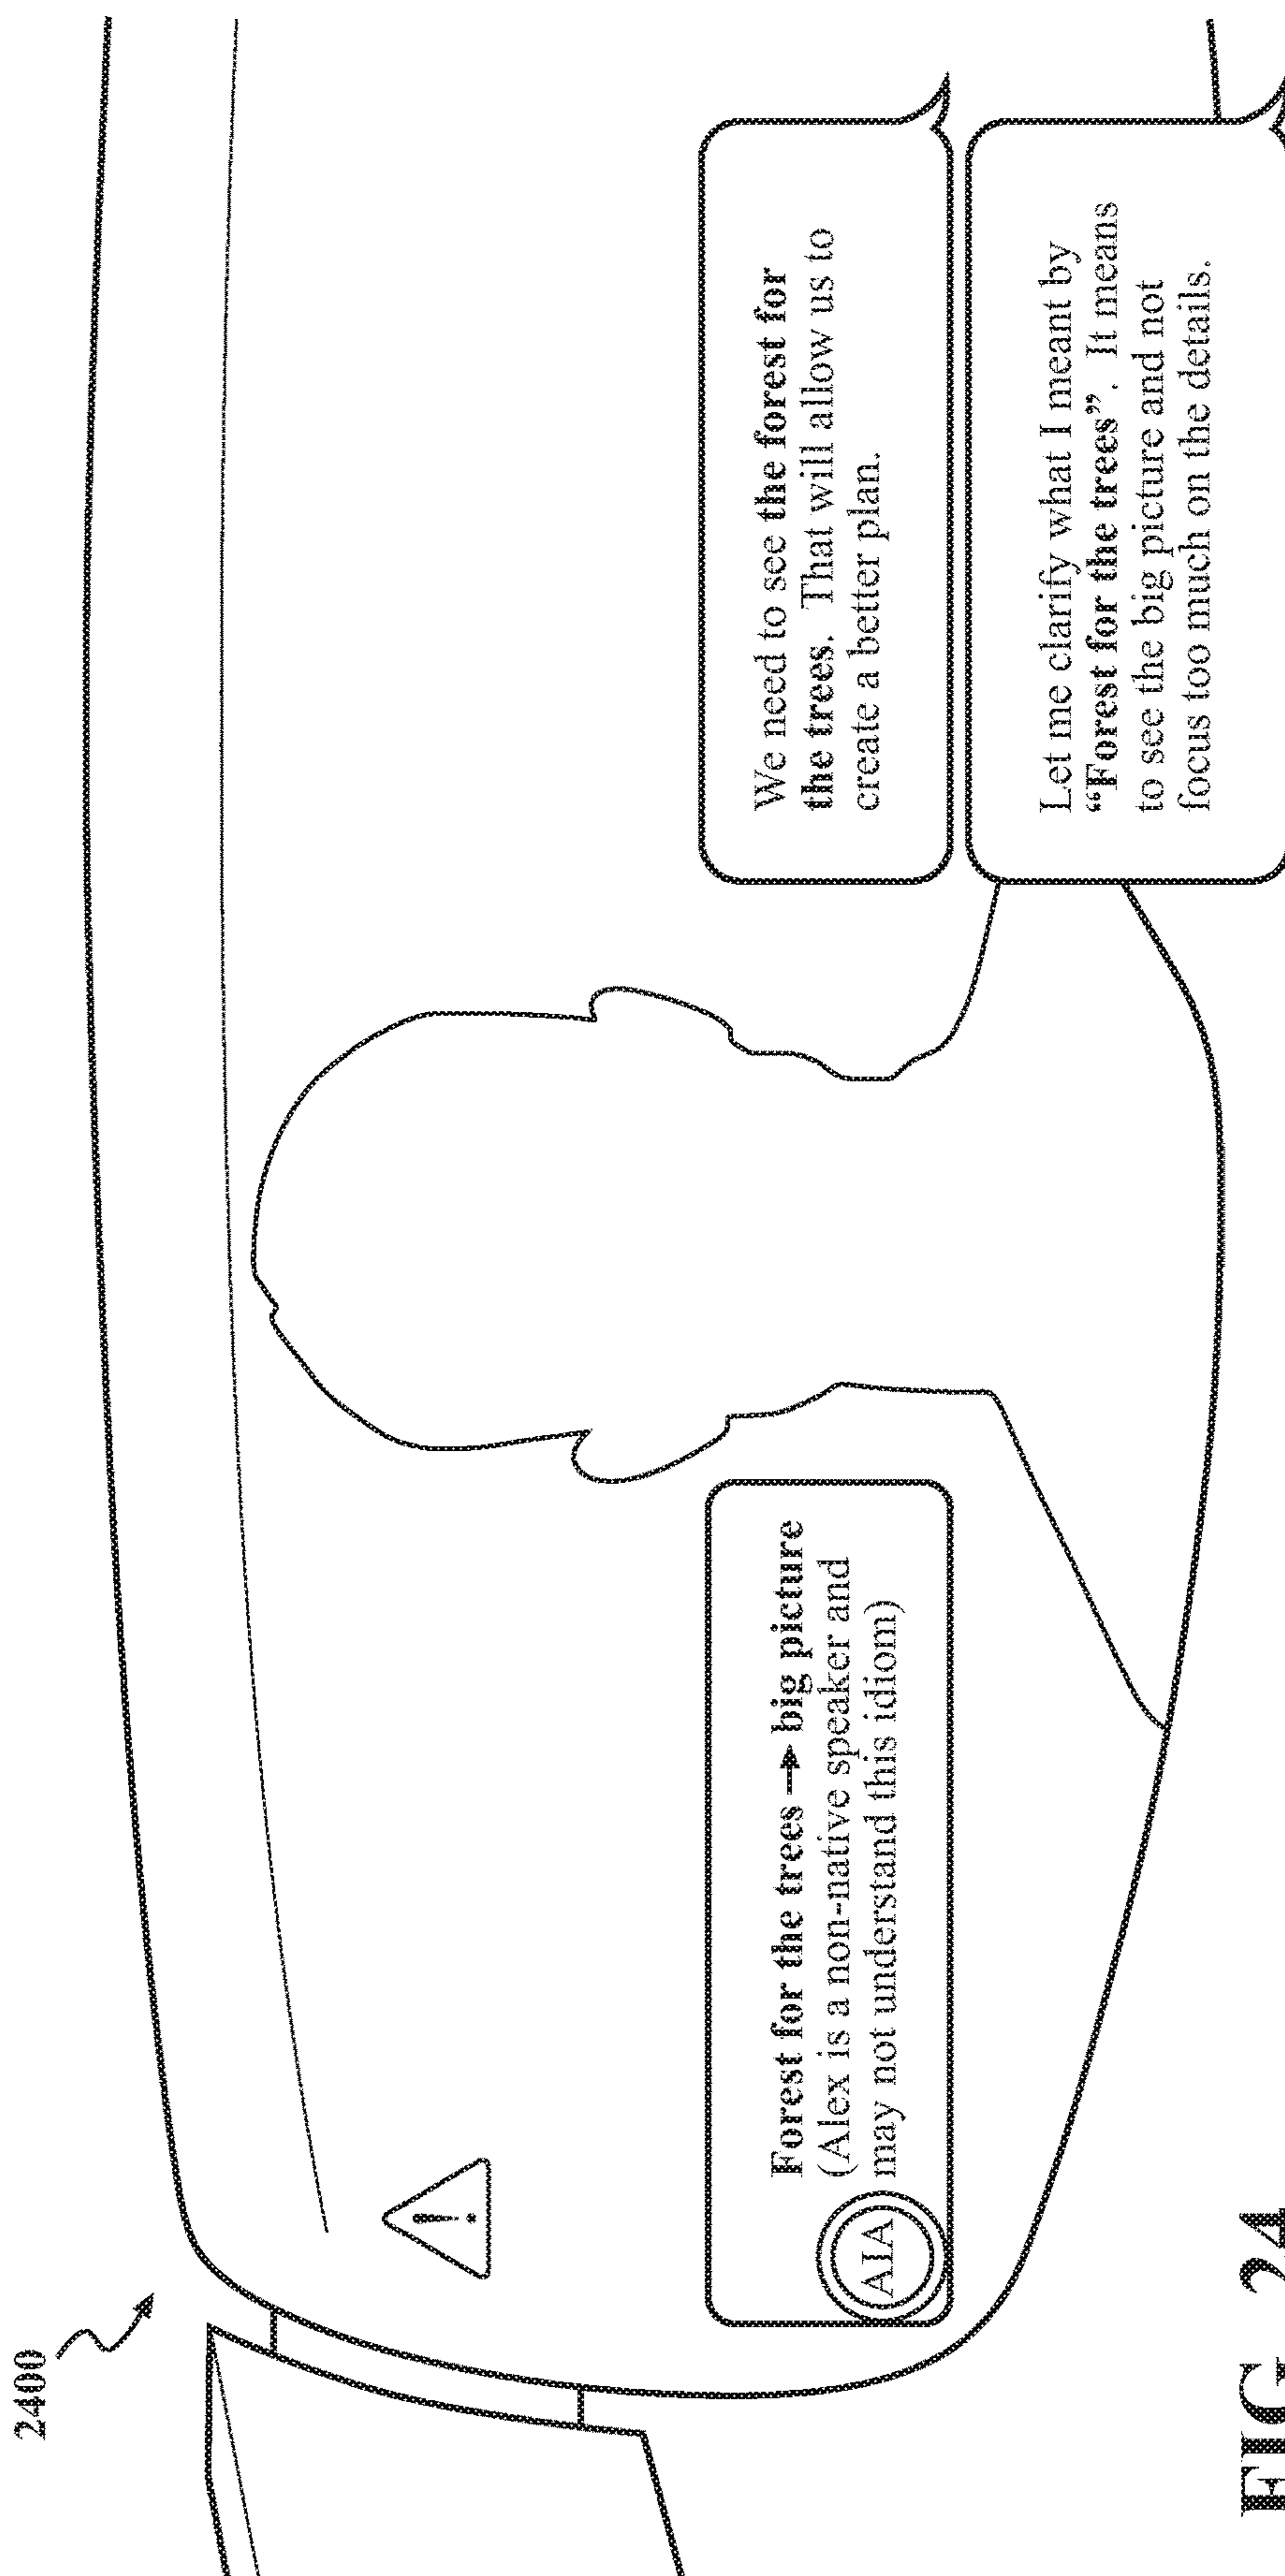 2400
Forest for the trees → big picture
(Alex is a non-native speaker and
may not understand this idiom)
AIA
!
We need to see the forest for
the trees. That will allow us to
create a better plan.
Let me clarify what I meant by
“Forest for the trees”. It means
to see the big picture and not
focus too much on the details.
FIG. 24